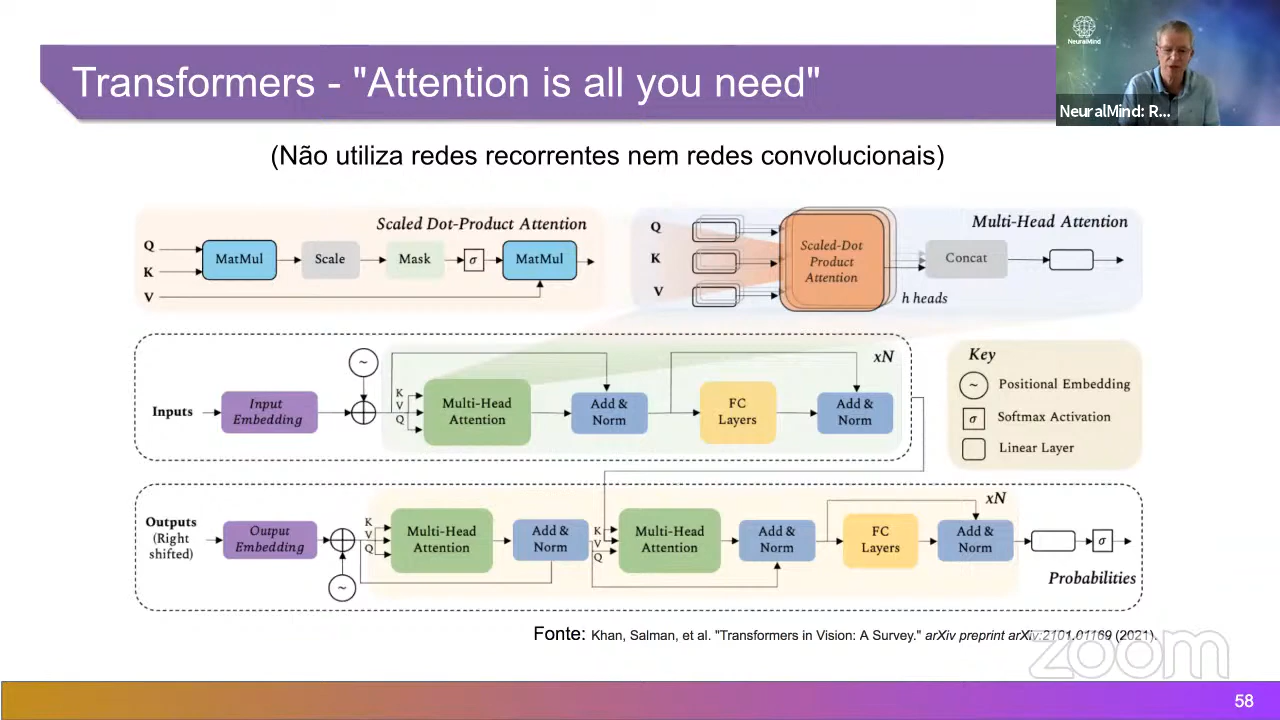 NeuralMind
NeuralMind: R...
Transformers - "Attention is all you need"
(Não utiliza redes recorrentes nem redes convolucionais)
Scaled Dot-Product Attention
Q
K
V
MatMul
Scale
Mask
σ
MatMul
Multi-Head Attention
Q
K
V
Scaled-Dot
Product
Attention
h heads
Concat
Inputs
Input
Embedding
~
K
V
Q
Multi-Head
Attention
Add &
Norm
FC
Layers
Add &
Norm
xN
Key
~ Positional Embedding
σ Softmax Activation
Linear Layer
Outputs
(Right
shifted)
Output
Embedding
~
K
V
Q
Multi-Head
Attention
Add &
Norm
K
V
Q
Multi-Head
Attention
Add &
Norm
FC
Layers
Add &
Norm
xN
σ
Probabilities
Fonte: Khan, Salman, et al. "Transformers in Vision: A Survey." arXiv preprint arXiv:2101.01169 (2021).
zoom
58